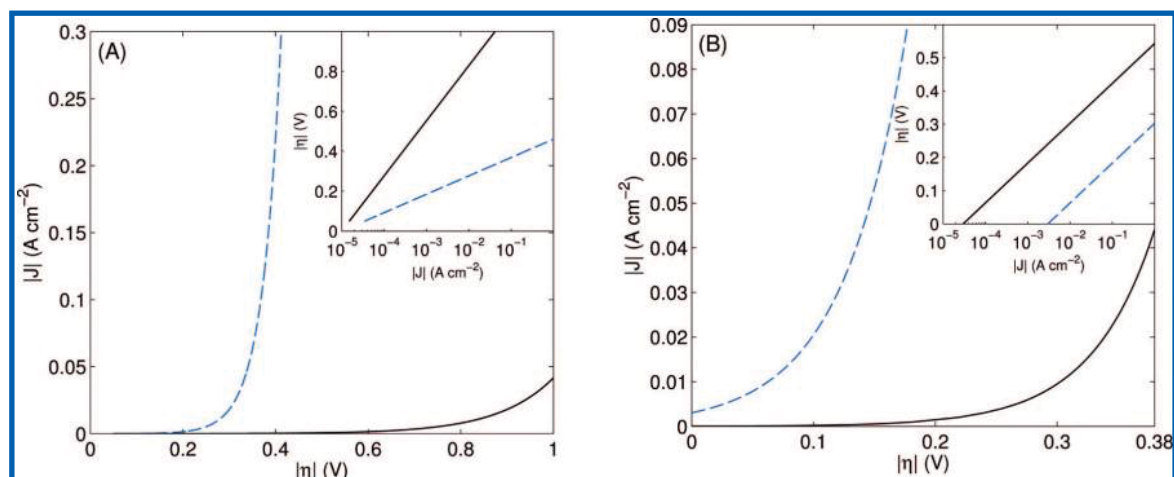 (A)
0.3
0.25
0.2
0.15
0.1
0.05
0
|J| (A cm⁻²)
0 0.2 0.4 0.6 0.8 1
|η| (V)
0.8
0.6
0.4
0.2
0
|η| (V)
10⁻⁵ 10⁻⁴ 10⁻³ 10⁻² 10⁻¹
|J| (A cm⁻²)
(B)
0.09
0.08
0.07
0.06
0.05
0.04
0.03
0.02
0.01
0
|J| (A cm⁻²)
0 0.1 0.2 0.3 0.38
|η| (V)
0.5
0.4
0.3
0.2
0.1
0
|η| (V)
10⁻⁵ 10⁻⁴ 10⁻³ 10⁻² 10⁻¹
|J| (A cm⁻²)